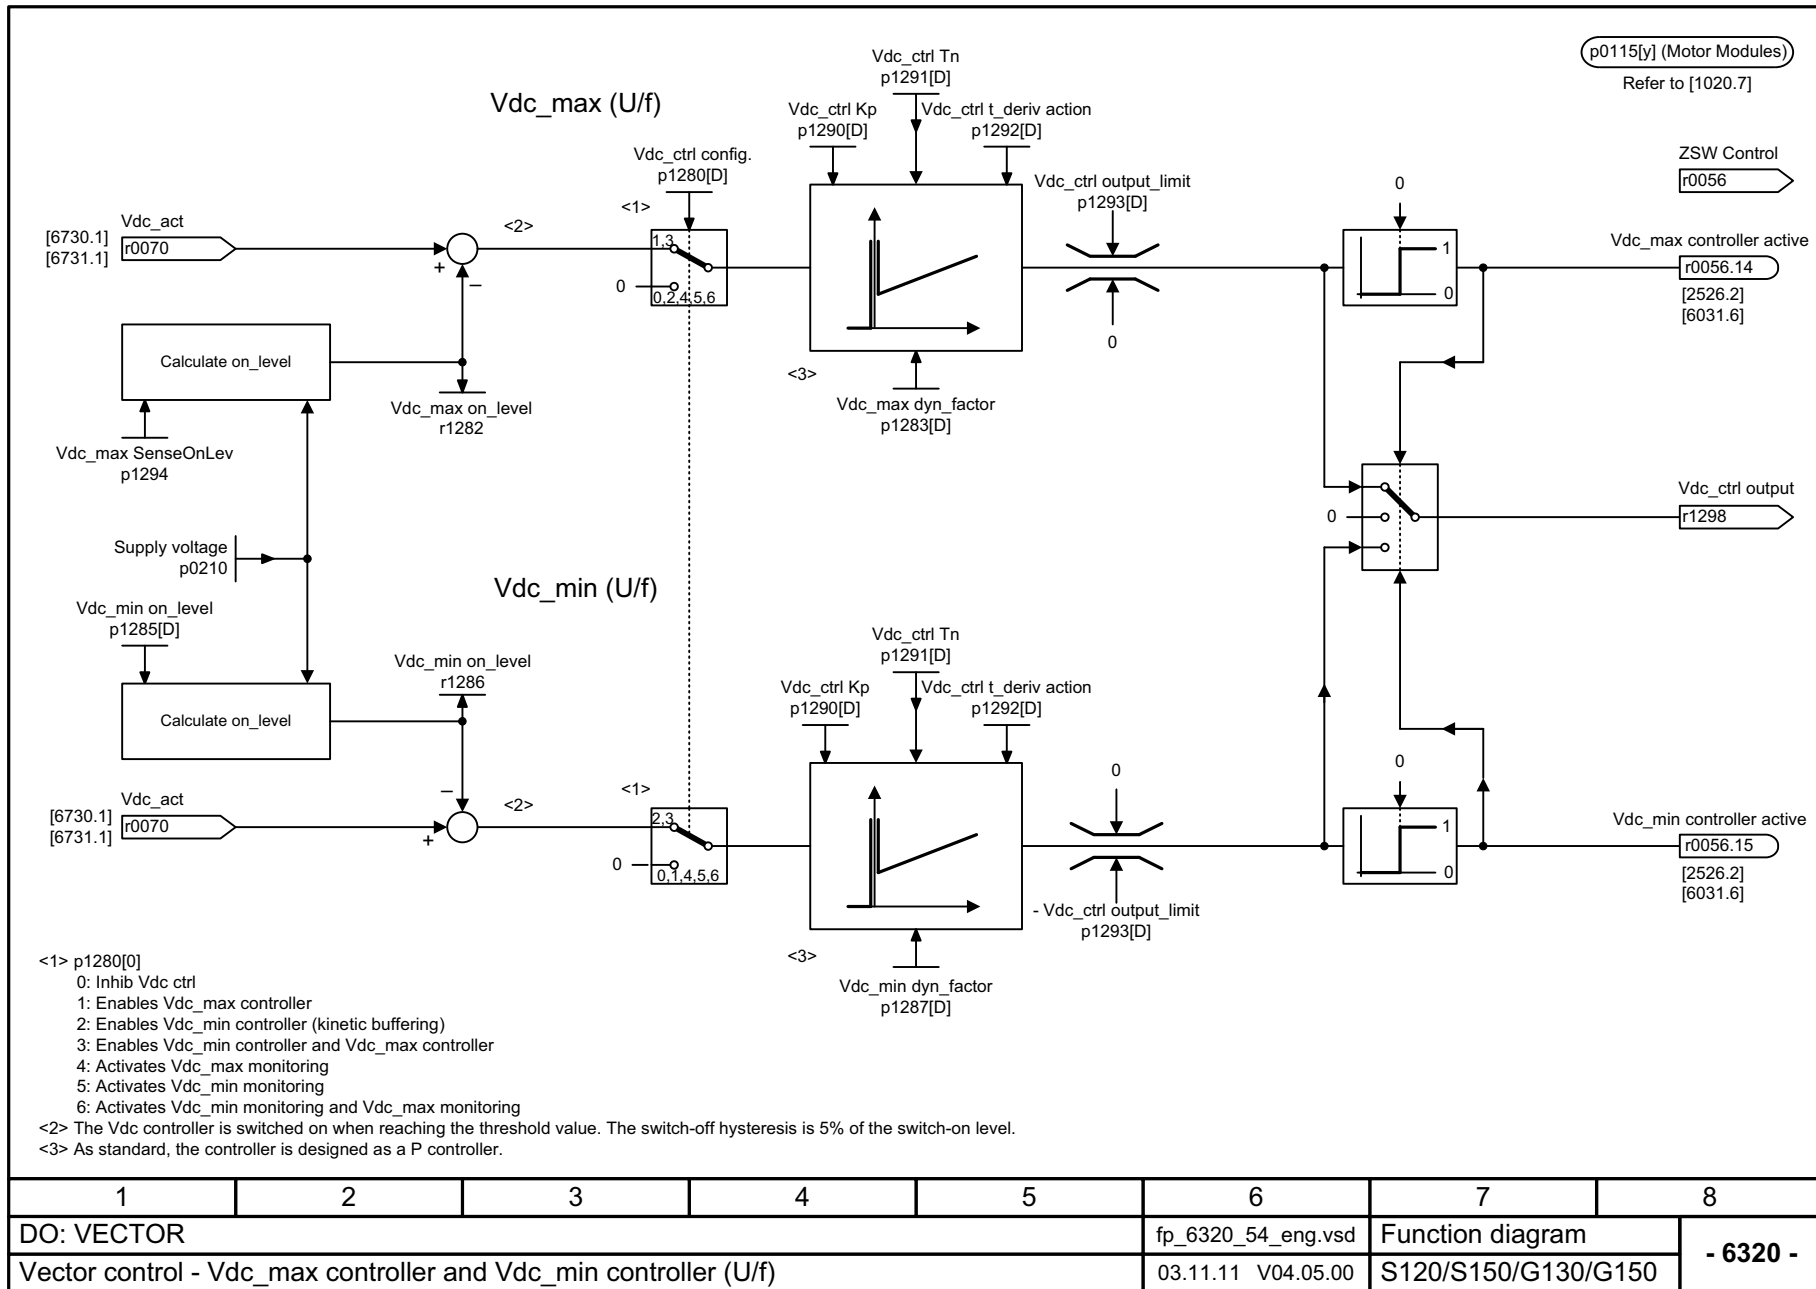 p0115[y] (Motor Modules)
Refer to [1020.7]
Vdc_max (U/f)
Vdc_ctrl Tn
p1291[D]
Vdc_ctrl Kp
p1290[D]
Vdc_ctrl t_deriv action
p1292[D]
Vdc_ctrl config.
p1280[D]
Vdc_ctrl output_limit
p1293[D]
0
ZSW Control
r0056
[6730.1]
[6731.1]
Vdc_act
r0070
+
–
<2>
<1>
1,3
0
0,2,4,5,6
1
0
Vdc_max controller active
r0056.14
[2526.2]
[6031.6]
0
Calculate on_level
Vdc_max on_level
r1282
<3>
Vdc_max dyn_factor
p1283[D]
Vdc_max SenseOnLev
p1294
Vdc_ctrl output
r1298
0
Supply voltage
p0210
Vdc_min (U/f)
Vdc_min on_level
p1285[D]
Vdc_min on_level
r1286
Vdc_ctrl Tn
p1291[D]
Vdc_ctrl Kp
p1290[D]
Vdc_ctrl t_deriv action
p1292[D]
Calculate on_level
0
0
[6730.1]
[6731.1]
Vdc_act
r0070
+
–
<2>
<1>
2,3
0
0,1,4,5,6
1
0
Vdc_min controller active
r0056.15
[2526.2]
[6031.6]
- Vdc_ctrl output_limit
p1293[D]
<3>
Vdc_min dyn_factor
p1287[D]
<1> p1280[0]
0: Inhib Vdc ctrl
1: Enables Vdc_max controller
2: Enables Vdc_min controller (kinetic buffering)
3: Enables Vdc_min controller and Vdc_max controller
4: Activates Vdc_max monitoring
5: Activates Vdc_min monitoring
6: Activates Vdc_min monitoring and Vdc_max monitoring
<2> The Vdc controller is switched on when reaching the threshold value. The switch-off hysteresis is 5% of the switch-on level.
<3> As standard, the controller is designed as a P controller.
1 2 3 4 5 6 7 8
DO: VECTOR
fp_6320_54_eng.vsd
Function diagram
- 6320 -
Vector control - Vdc_max controller and Vdc_min controller (U/f)
03.11.11 V04.05.00
S120/S150/G130/G150